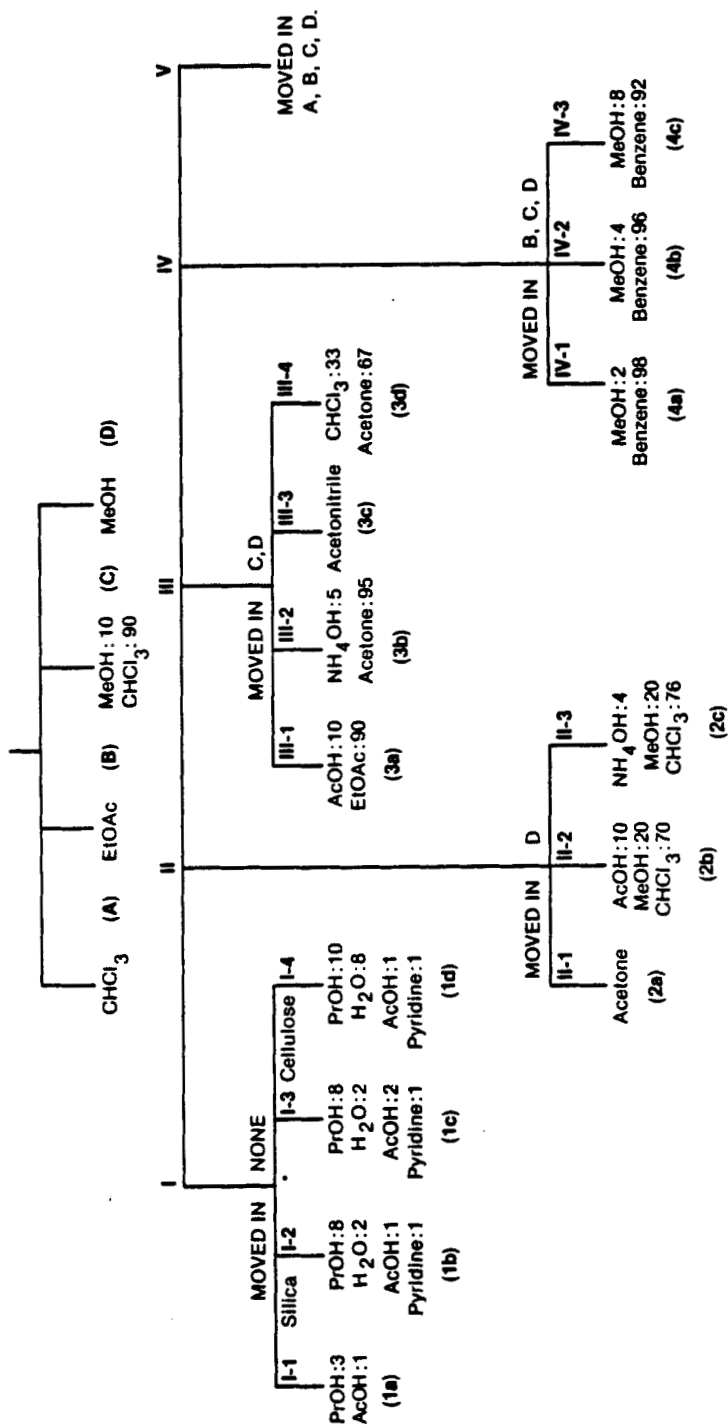 CHCl3 (A) EtOAc (B) MeOH:10 (C) MeOH (D)
CHCl3:90
I II III IV V
MOVED IN NONE
I-1 Silica I-2 I-3 Cellulose I-4
PrOH:3
AcOH:1
(1a)
PrOH:8
H2O:2
AcOH:1
Pyridine:1
(1b)
PrOH:8
H2O:2
AcOH:2
Pyridine:1
(1c)
PrOH:10
H2O:8
AcOH:1
Pyridine:1
(1d)
MOVED IN D
II-1
Acetone
(2a)
II-2
AcOH:10
MeOH:20
CHCl3:70
(2b)
II-3
NH4OH:4
MeOH:20
CHCl3:76
(2c)
MOVED IN C,D
III-1
AcOH:10
EtOAc:90
(3a)
III-2
NH4OH:5
Acetone:95
(3b)
III-3
Acetonitrile
(3c)
III-4
CHCl3:33
Acetone:67
(3d)
MOVED IN B, C, D
IV-1
MeOH:2
Benzene:98
(4a)
IV-2
MeOH:4
Benzene:96
(4b)
IV-3
MeOH:8
Benzene:92
(4c)
MOVED IN
A, B, C, D.